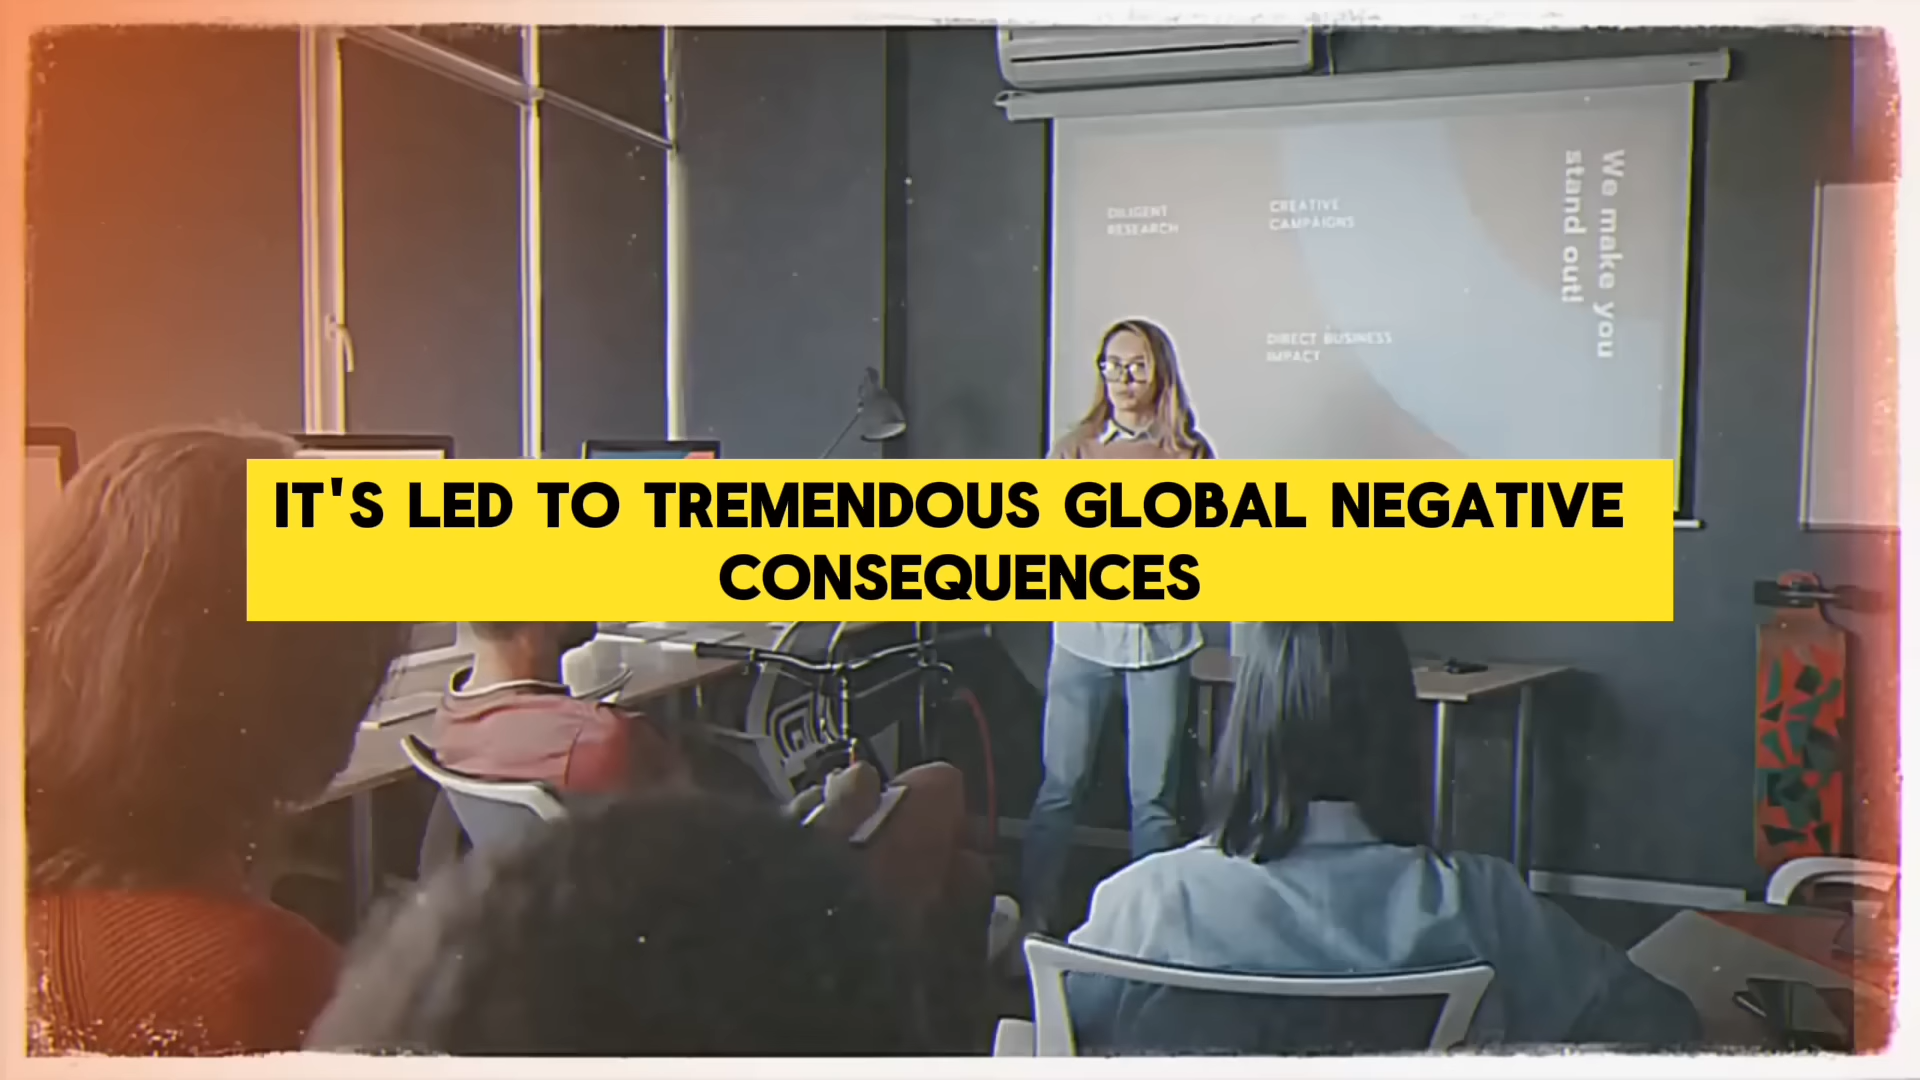 DILIGENT
RESEARCH
CREATIVE
CAMPAIGNS
We make you
stand out!
DIRECT BUSINESS
IMPACT
IT'S LED TO TREMENDOUS GLOBAL NEGATIVE
CONSEQUENCES